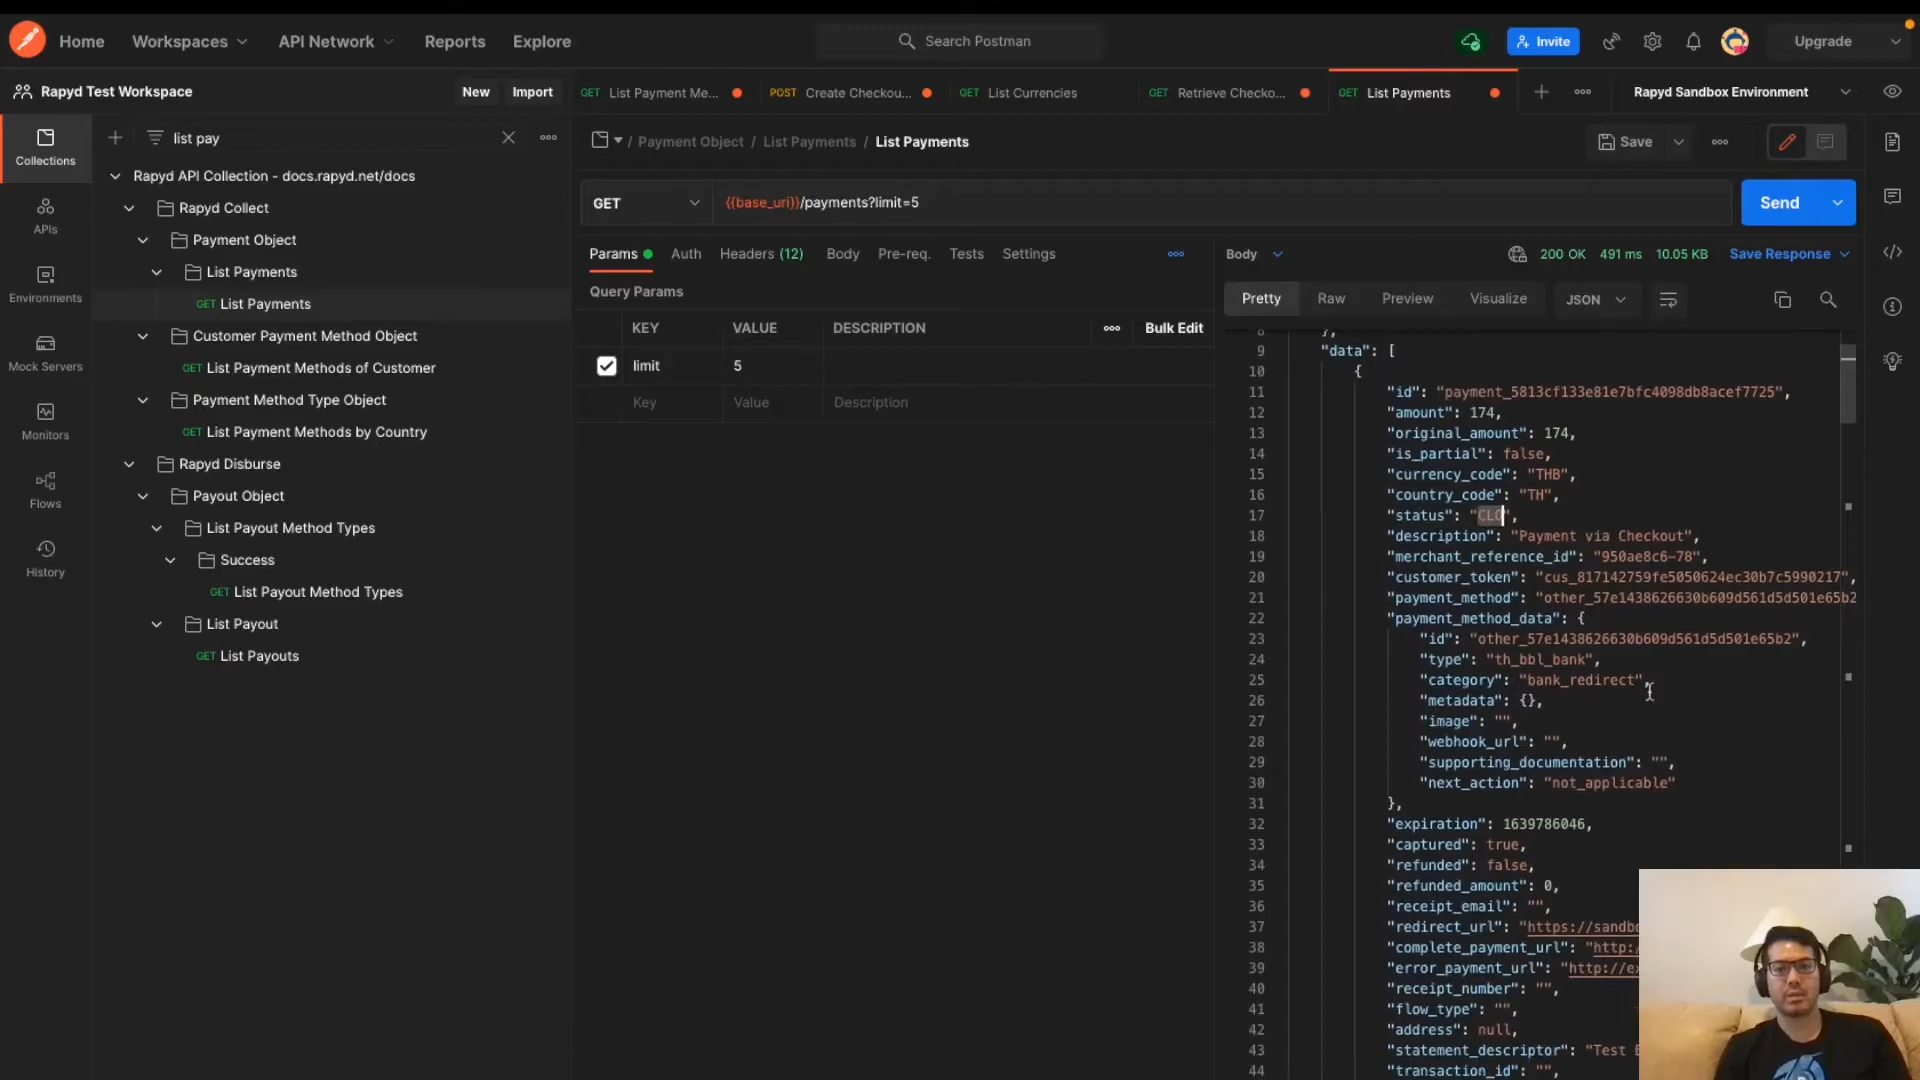 Home
Workspaces
API Network
Reports
Explore
Search Postman
Invite
Upgrade
Rapyd Test Workspace
New
Import
GET List Payment Me...
POST Create Checkou...
GET List Currencies
GET Retrieve Checko...
GET List Payments
Rapyd Sandbox Environment
Collections
APIs
Environments
Mock Servers
Monitors
Flows
History
list pay
Rapyd API Collection - docs.rapyd.net/docs
Rapyd Collect
Payment Object
List Payments
GET List Payments
Customer Payment Method Object
GET List Payment Methods of Customer
Payment Method Type Object
GET List Payment Methods by Country
Rapyd Disburse
Payout Object
List Payout Method Types
Success
GET List Payout Method Types
List Payout
GET List Payouts
/ Payment Object / List Payments / List Payments
Save
GET
{{base_uri}}/payments?limit=5
Send
Params
Auth
Headers (12)
Body
Pre-req.
Tests
Settings
Query Params
KEY VALUE DESCRIPTION
Bulk Edit
limit 5
Key Value Description
Body
200 OK 491 ms 10.05 KB
Save Response
Pretty
Raw
Preview
Visualize
JSON
8 },
9 "data": [
10 {
11 "id": "payment_5813cf133e81e7bfc4098db8acef7725",
12 "amount": 174,
13 "original_amount": 174,
14 "is_partial": false,
15 "currency_code": "THB",
16 "country_code": "TH",
17 "status": "CLO",
18 "description": "Payment via Checkout",
19 "merchant_reference_id": "950ae8c6-78",
20 "customer_token": "cus_817142759fe5050624ec30b7c5990217",
21 "payment_method": "other_57e1438626630b609d561d5d501e65b2
22 "payment_method_data": {
23 "id": "other_57e1438626630b609d561d5d501e65b2",
24 "type": "th_bbl_bank",
25 "category": "bank_redirect",
26 "metadata": {},
27 "image": "",
28 "webhook_url": "",
29 "supporting_documentation": "",
30 "next_action": "not_applicable"
31 },
32 "expiration": 1639786046,
33 "captured": true,
34 "refunded": false,
35 "refunded_amount": 0,
36 "receipt_email": "",
37 "redirect_url": "https://sandbo
38 "complete_payment_url": "http:/
39 "error_payment_url": "http://ex
40 "receipt_number": "",
41 "flow_type": "",
42 "address": null,
43 "statement_descriptor": "Test
44 "transaction_id": "",